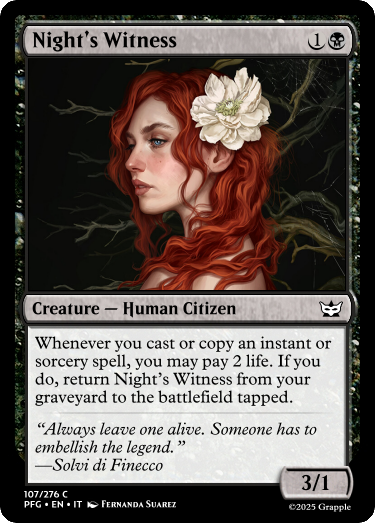 Night's Witness 1
Creature — Human Citizen
Whenever you cast or copy an instant or
sorcery spell, you may pay 2 life. If you
do, return Night's Witness from your
graveyard to the battlefield tapped.
“Always leave one alive. Someone has to
embellish the legend.”
—Solvi di Finecco
3/1
107/276 C
PFG • EN • IT Fernanda Suarez
©2025 Grapple